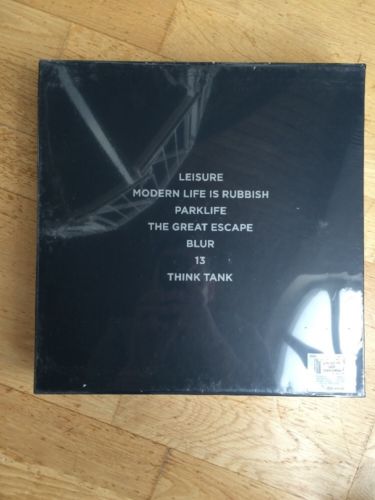 LEISURE
MODERN LIFE IS RUBBISH
PARKLIFE
THE GREAT ESCAPE
BLUR
13
THINK TANK